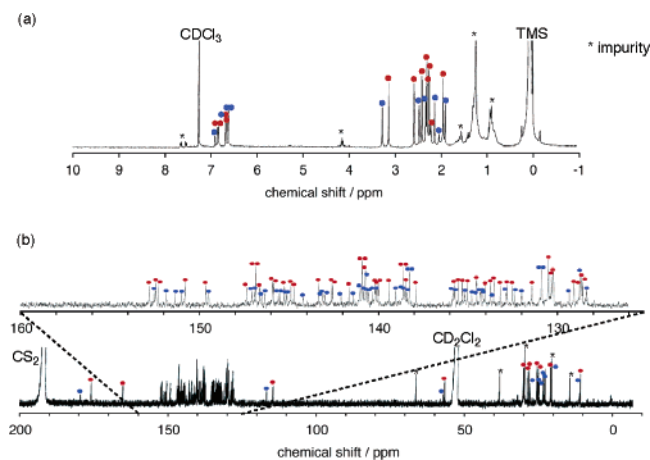 (a)
CDCl3
TMS
* impurity
* * * * *
10 9 8 7 6 5 4 3 2 1 0 -1
chemical shift / ppm
(b)
160 150 140 130
CS2
CD2Cl2
* * * * *
200 150 100 50 0
chemical shift / ppm